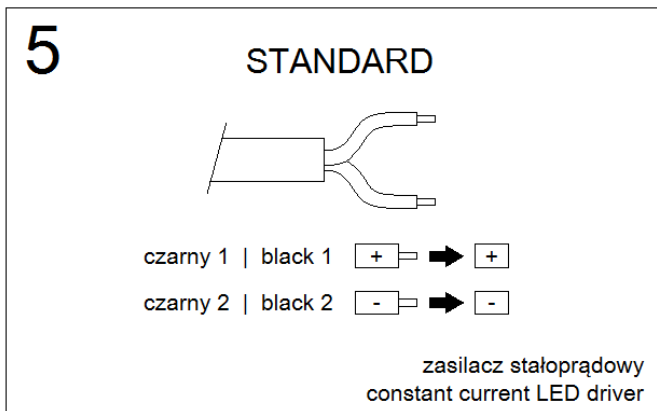 5
STANDARD
czarny 1 | black 1 + +
czarny 2 | black 2 - -
zasilacz stałoprądowy
constant current LED driver